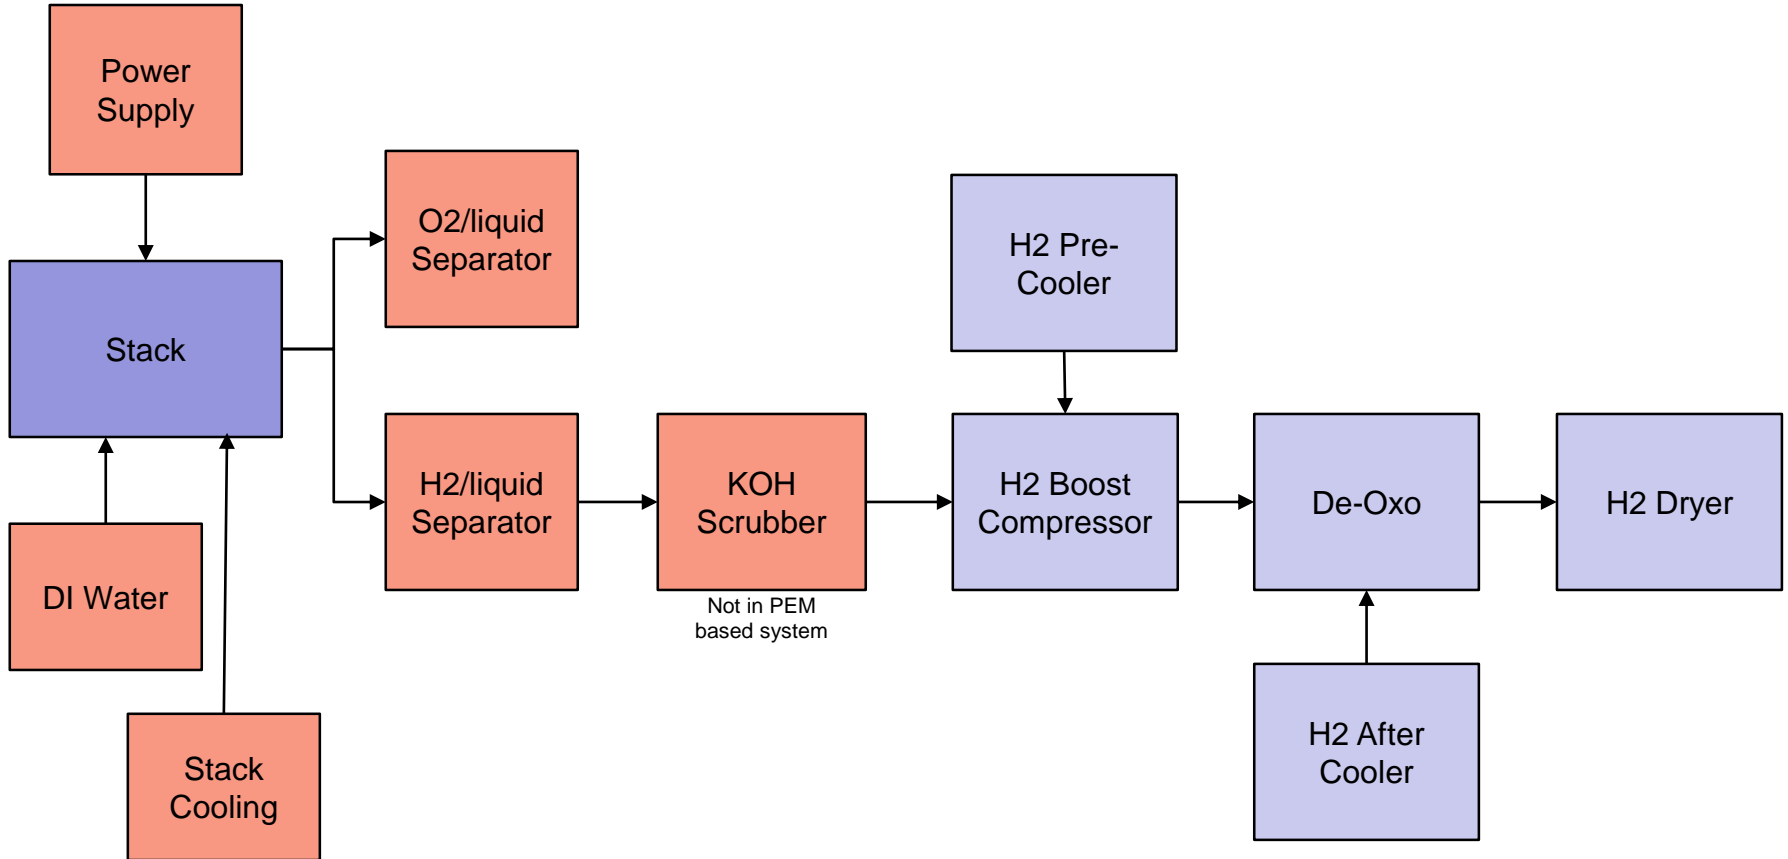 Power
Supply
O2/liquid
Separator
H2 Pre-
Cooler
Stack
H2/liquid
Separator
KOH
Scrubber
H2 Boost
Compressor
De-Oxo
H2 Dryer
Not in PEM
based system
DI Water
Stack
Cooling
H2 After
Cooler